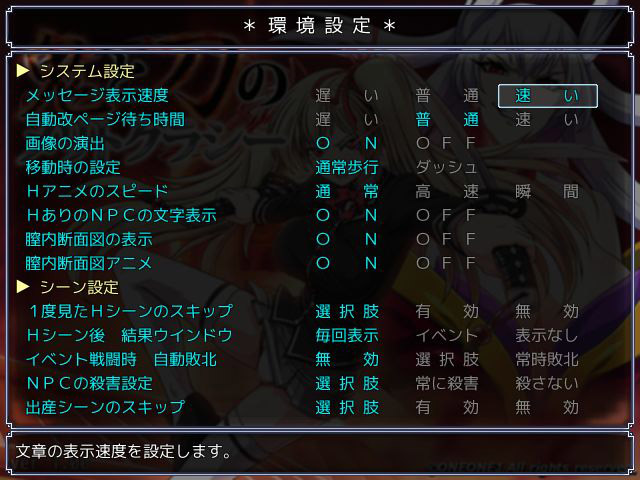 ＊ 環 境 設 定 ＊
▶ システム設定
メッセージ表示速度 遅 い 普 通 速 い
自動改ページ待ち時間 遅 い 普 通 速 い
画像の演出 Ｏ Ｎ ＯＦＦ
移動時の設定 通常歩行 ダッシュ
Ｈアニメのスピード 通 常 高 速 瞬 間
ＨありのＮＰＣの文字表示 Ｏ Ｎ ＯＦＦ
膣内断面図の表示 Ｏ Ｎ ＯＦＦ
膣内断面図アニメ Ｏ Ｎ ＯＦＦ
▶ シーン設定
１度見たＨシーンのスキップ 選 択 肢 有 効 無 効
Ｈシーン後 結果ウインドウ 毎回表示 イベント 表示なし
イベント戦闘時 自動敗北 無 効 選 択 肢 常時敗北
ＮＰＣの殺害設定 選 択 肢 常に殺害 殺さない
出産シーンのスキップ 選 択 肢 有 効 無 効
文章の表示速度を設定します。